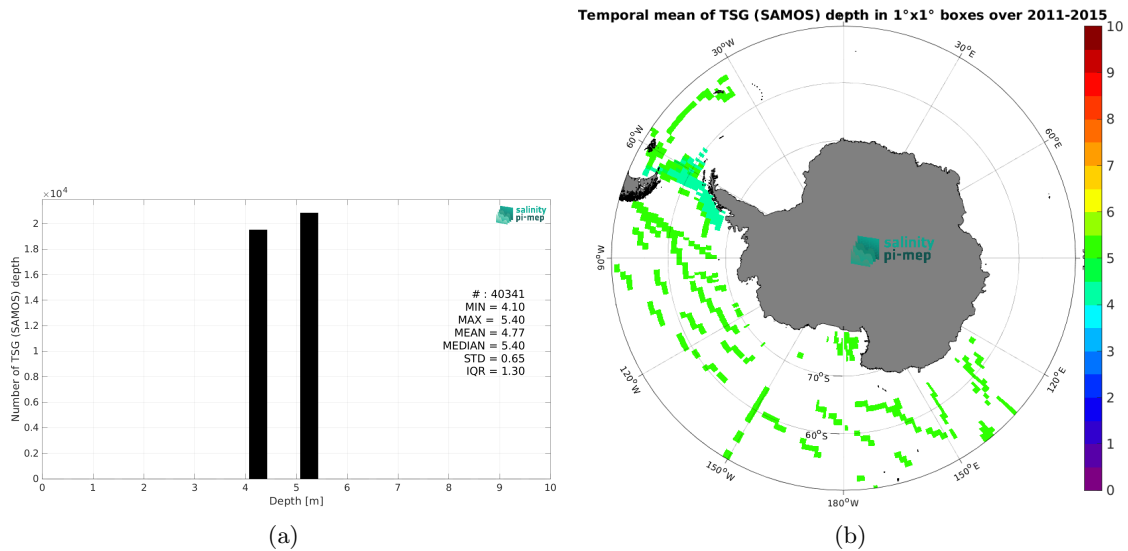 Temporal mean of TSG (SAMOS) depth in 1°x1° boxes over 2011-2015
×10⁴
2
1.8
1.6
1.4
1.2
1
0.8
0.6
0.4
0.2
0
Number of TSG (SAMOS) depth
salinity
pi-mep
# : 40341
MIN = 4.10
MAX = 5.40
MEAN = 4.77
MEDIAN = 5.40
STD = 0.65
IQR = 1.30
0 1 2 3 4 5 6 7 8 9 10
Depth [m]
(a)
30°W
30°E
60°W
60°E
90°W
salinity
pi-mep
70°S
60°S
120°W
120°E
150°W
150°E
180°W
10
9
8
7
6
5
4
3
2
1
0
(b)